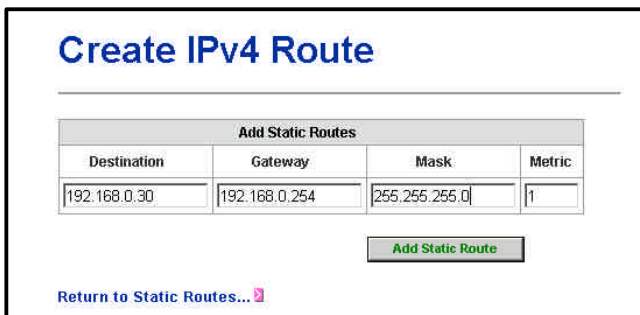 Create IPv4 Route
Add Static Routes
Destination Gateway Mask Metric
192.168.0.30 192.168.0.254 255.255.255.0 1
Add Static Route
Return to Static Routes...